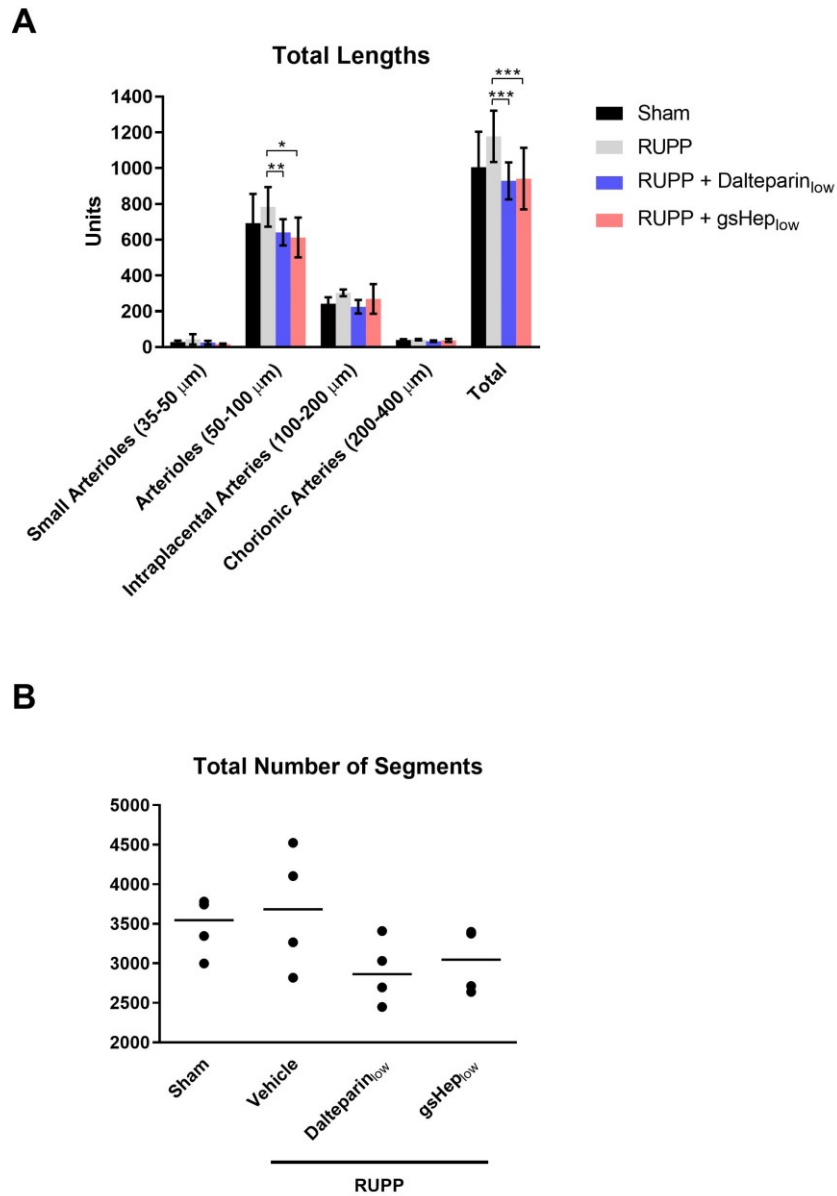 A
Total Lengths
Units
1400
1200
1000
800
600
400
200
0
*
**
***
***
Small Arterioles (35-50 μm)
Arterioles (50-100 μm)
Intraplacental Arteries (100-200 μm)
Chorionic Arteries (200-400 μm)
Total
Sham
RUPP
RUPP + Dalteparinlow
RUPP + gsHeplow
B
Total Number of Segments
5000
4500
4000
3500
3000
2500
2000
Sham
Vehicle
Dalteparinlow
gsHeplow
RUPP